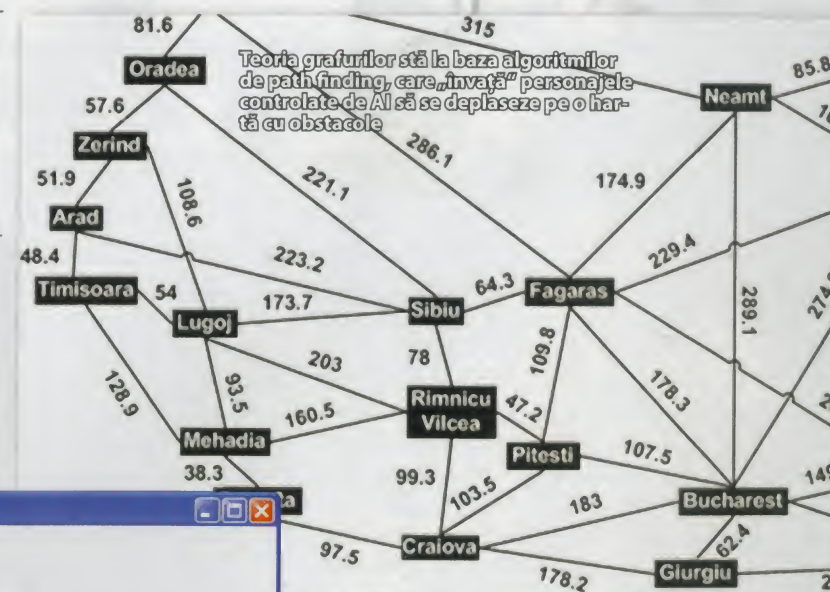 81.6
315
Teoria grafurilor stă la baza algoritmilor
de path finding, care „învață” personajele
controlate de AI să se deplaseze pe o har-
tă cu obstacole
Oradea
85.8
Neamt
57.6
Zerind
286.1
51.9
108.6
221.1
174.9
Arad
48.4
223.2
229.4
Timisoara
54
173.7
Sibiu
64.3
Fagaras
Lugoj
289.1
203
78
109.8
128.9
93.5
160.5
Rimnicu
Vilcea
47.2
178.3
Mehadia
Pitesti
107.5
38.3
99.3
103.5
183
Bucharest
97.5
Craiova
62.4
178.2
Giurgiu